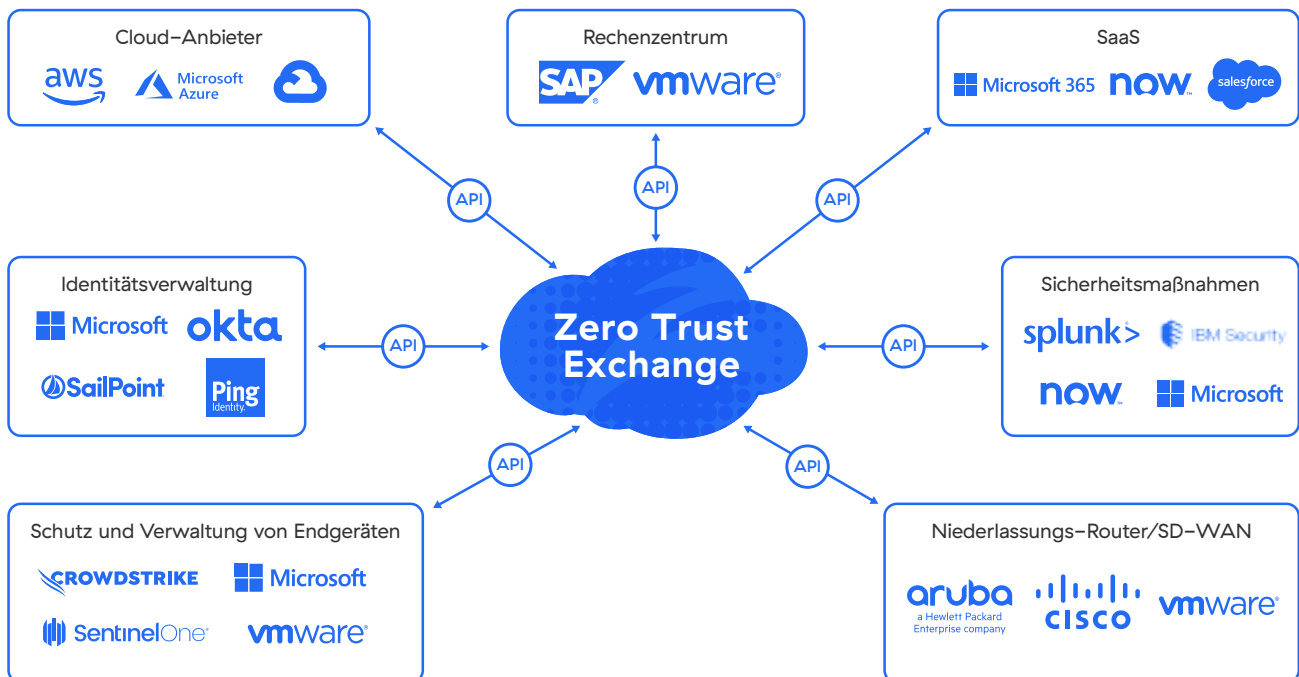 Cloud-Anbieter
aws
Microsoft
Azure
Rechenzentrum
SAP®
vmware®
SaaS
Microsoft 365
now™
salesforce
API
API
API
Identitätsverwaltung
Microsoft
okta
SailPoint
Ping
Identity®
API
Zero Trust
Exchange
API
Sicherheitsmaßnahmen
splunk>
IBM Security
now™
Microsoft
API
API
Schutz und Verwaltung von Endgeräten
CROWDSTRIKE
Microsoft
SentinelOne®
vmware®
Niederlassungs-Router/SD-WAN
aruba
a Hewlett Packard
Enterprise company
CISCO
vmware®